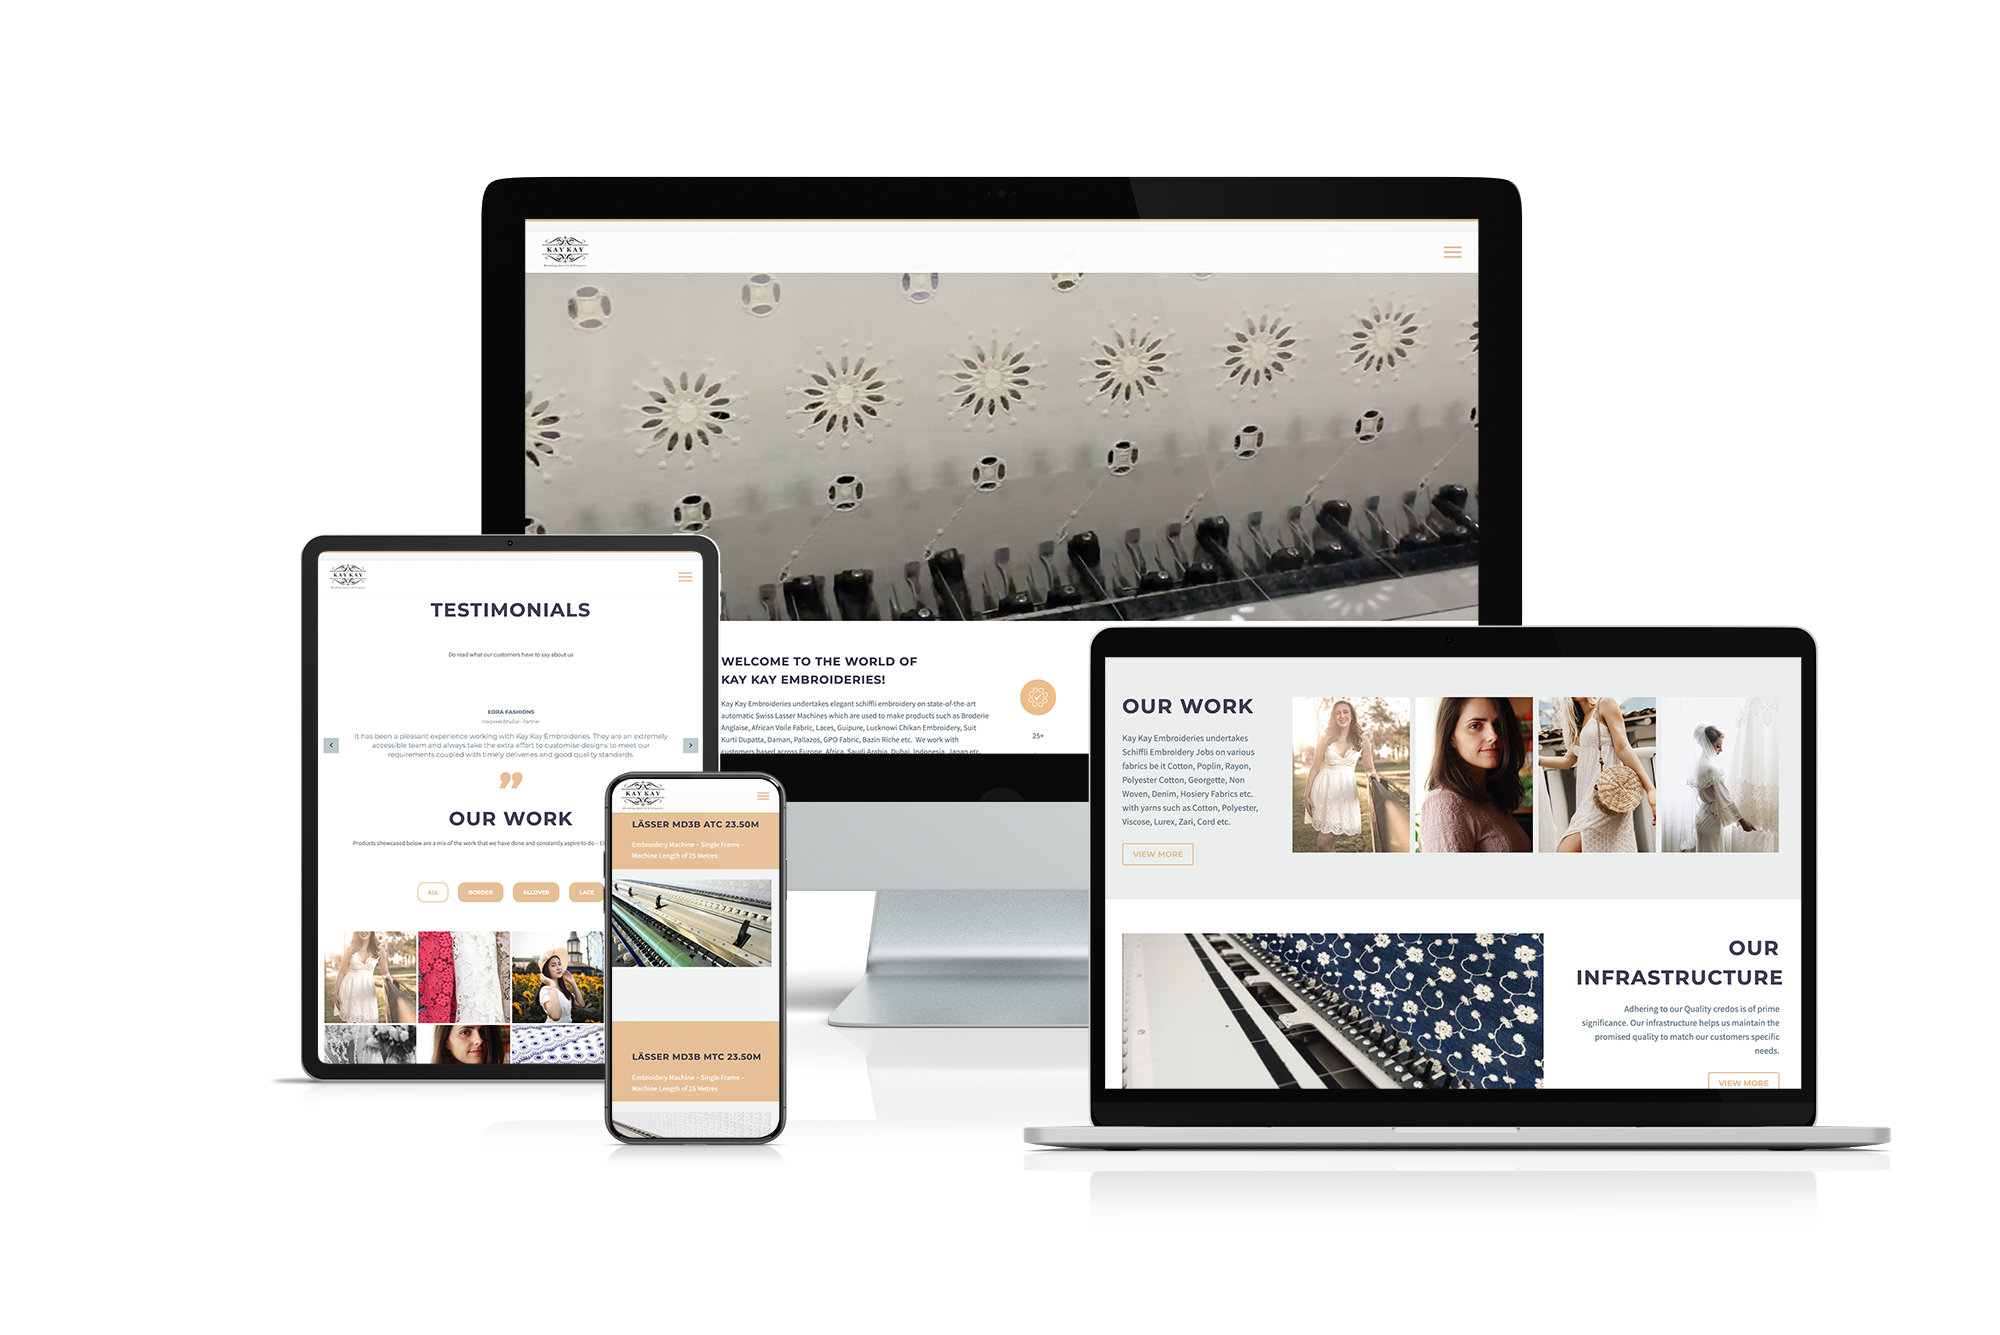 KAY KAY
WELCOME TO THE WORLD OF
KAY KAY EMBROIDERIES!
Kay Kay Embroideries undertakes elegant schiffli embroidery on state-of-the-art
automatic Swiss Lasser Machines which are used to make products such as Broderie
Anglaise, African Voile Fabric, Laces, Guipure, Lucknowi Chikan Embroidery, Suit
Kurti Dupatta, Daman, Pallazos, GPO Fabric, Bazin Riche etc. We work with
customers based across Europe, Africa, Saudi Arabia, Dubai, Indonesia, Japan etc.
25+
KAY KAY
TESTIMONIALS
Do read what our customers have to say about us
EDRA FASHIONS
Harpreet Bhullar - Partner
It has been a pleasant experience working with Kay Kay Embroideries. They are an extremely
accessible team and always take the extra effort to customise designs to meet our
requirements coupled with timely deliveries and good quality standards.
OUR WORK
Products showcased below are a mix of the work that we have done and constantly aspire to do –
ALL
BORDER
ALLOVER
LACE
KAY KAY
LÄSSER MD3B ATC 23.50M
Embroidery Machine – Single Frame –
Machine Length of 25 Metres
LÄSSER MD3B MTC 23.50M
Embroidery Machine – Single Frame –
Machine Length of 25 Metres
OUR WORK
Kay Kay Embroideries undertakes
Schiffli Embroidery Jobs on various
fabrics be it Cotton, Poplin, Rayon,
Polyester Cotton, Georgette, Non
Woven, Denim, Hosiery Fabrics etc.
with yarns such as Cotton, Polyester,
Viscose, Lurex, Zari, Cord etc.
VIEW MORE
OUR
INFRASTRUCTURE
Adhering to our Quality credos is of prime
significance. Our infrastructure helps us maintain the
promised quality to match our customers specific
needs.
VIEW MORE